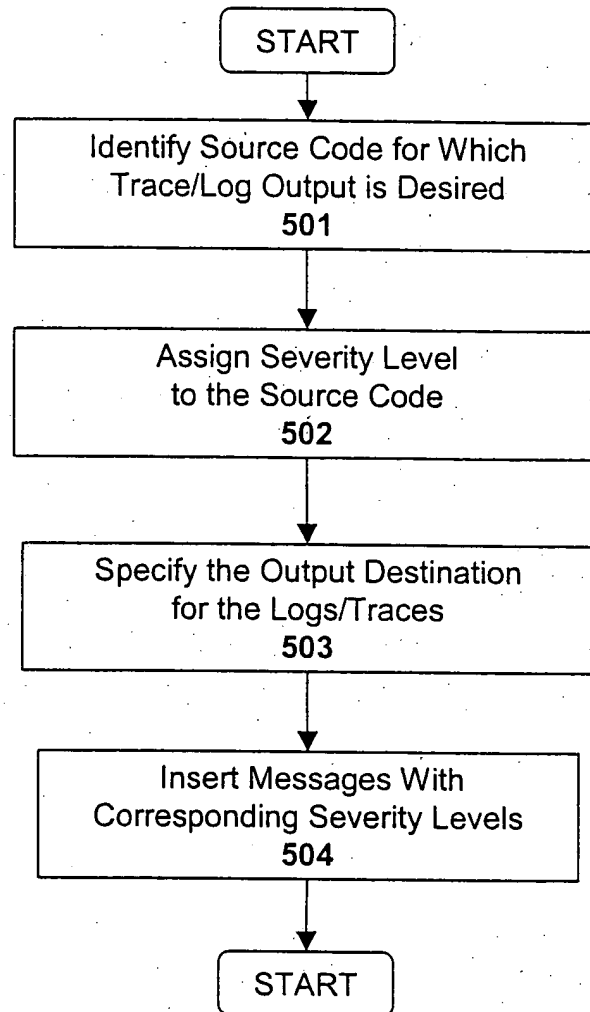 START
Identify Source Code for Which
Trace/Log Output is Desired
501
Assign Severity Level
to the Source Code
502
Specify the Output Destination
for the Logs/Traces
503
Insert Messages With
Corresponding Severity Levels
504
START